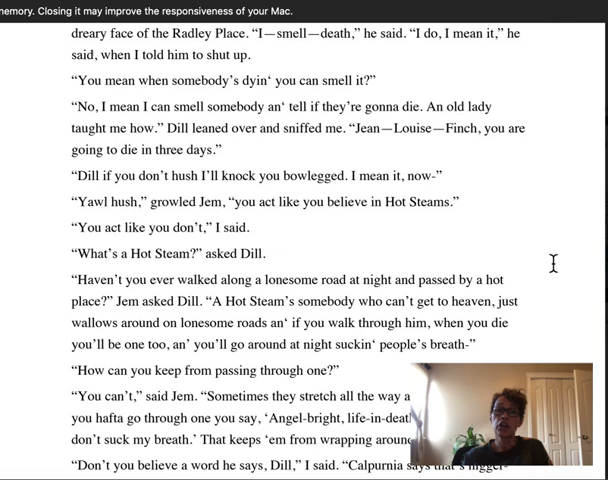 memory. Closing it may improve the responsiveness of your Mac.
dreary face of the Radley Place. “I—smell—death,” he said. “I do, I mean it,” he
said, when I told him to shut up.
“You mean when somebody’s dyin‘ you can smell it?”
“No, I mean I can smell somebody an‘ tell if they’re gonna die. An old lady
taught me how.” Dill leaned over and sniffed me. “Jean—Louise—Finch, you are
going to die in three days.”
“Dill if you don’t hush I’ll knock you bowlegged. I mean it, now-”
“Yawl hush,” growled Jem, “you act like you believe in Hot Steams.”
“You act like you don’t,” I said.
“What’s a Hot Steam?” asked Dill.
“Haven’t you ever walked along a lonesome road at night and passed by a hot
place?” Jem asked Dill. “A Hot Steam’s somebody who can’t get to heaven, just
wallows around on lonesome roads an‘ if you walk through him, when you die
you’ll be one too, an’ you’ll go around at night suckin‘ people’s breath-”
“How can you keep from passing through one?”
“You can’t,” said Jem. “Sometimes they stretch all the way a
you hafta go through one you say, ‘Angel-bright, life-in-deat
don’t suck my breath.’ That keeps ‘em from wrapping aroun
“Don’t you believe a word he says, Dill,” I said. “Calpurnia says that’s nigger-